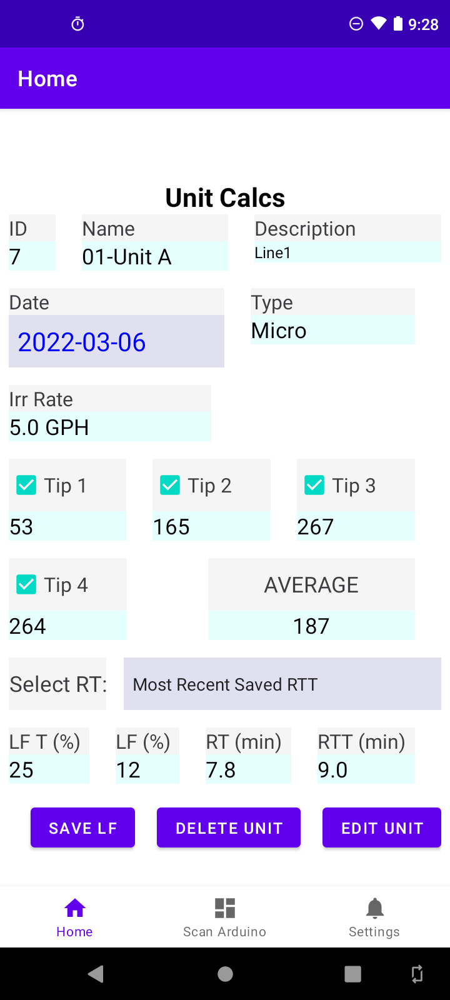 9:28
Home
Unit Calcs
ID Name Description
7 01-Unit A Line1
Date Type
2022-03-06 Micro
Irr Rate
5.0 GPH
Tip 1 Tip 2 Tip 3
53 165 267
Tip 4 AVERAGE
264 187
Select RT: Most Recent Saved RTT
LF T (%) LF (%) RT (min) RTT (min)
25 12 7.8 9.0
SAVE LF DELETE UNIT EDIT UNIT
Home Scan Arduino Settings